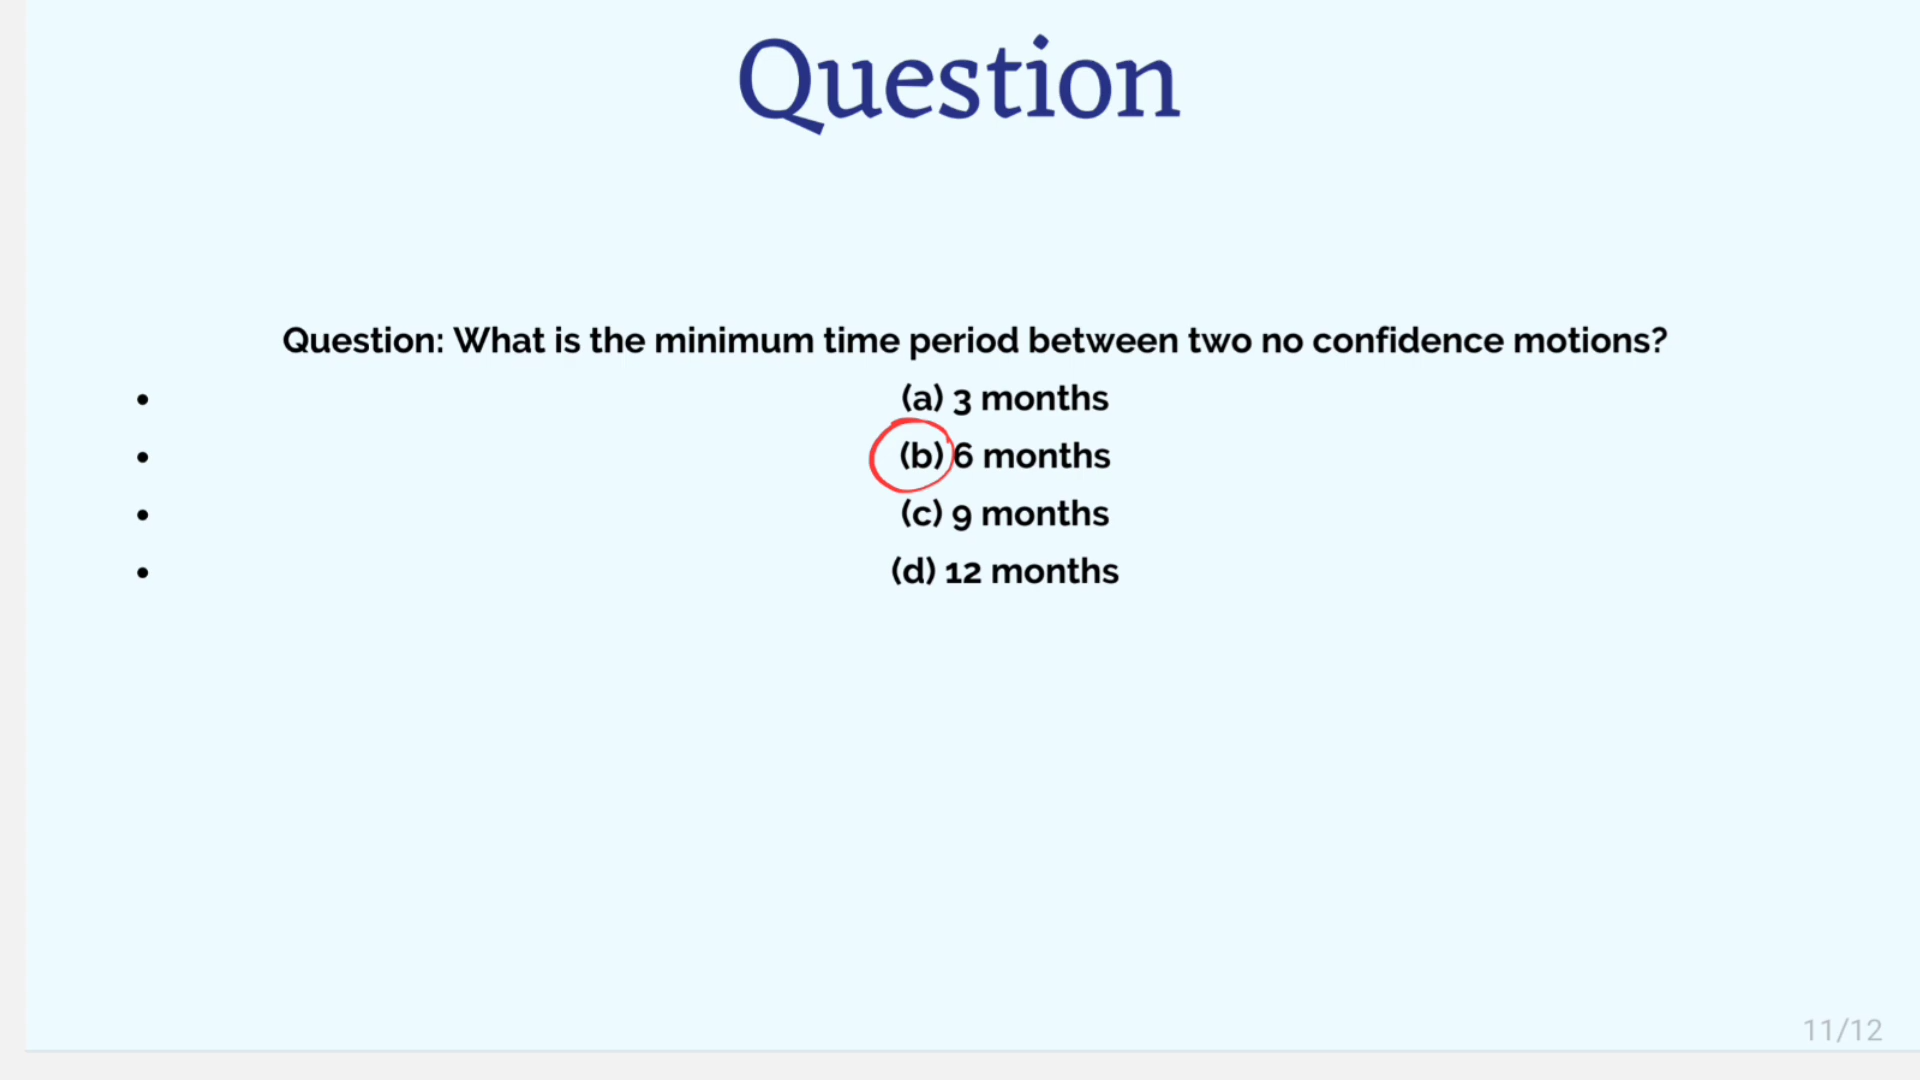 Question
Question: What is the minimum time period between two no confidence motions?
• (a) 3 months
• (b) 6 months
• (c) 9 months
• (d) 12 months
11/12